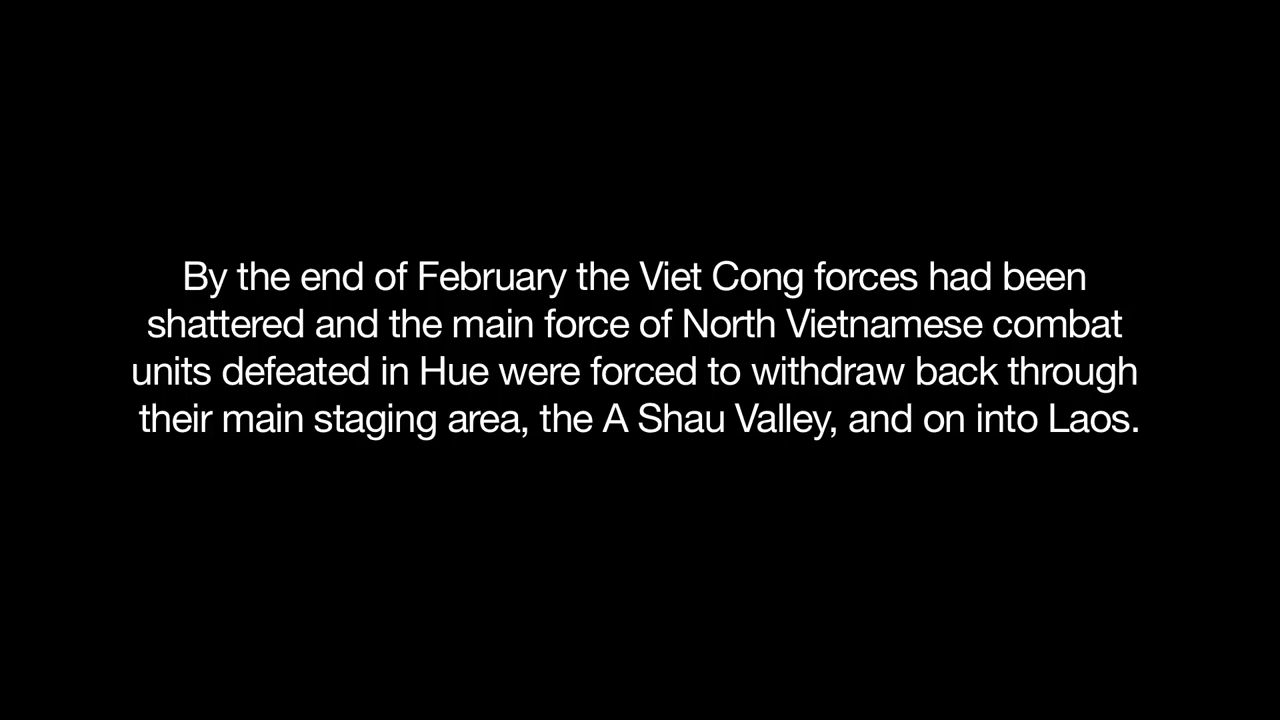 By the end of February the Viet Cong forces had been
shattered and the main force of North Vietnamese combat
units defeated in Hue were forced to withdraw back through
their main staging area, the A Shau Valley, and on into Laos.